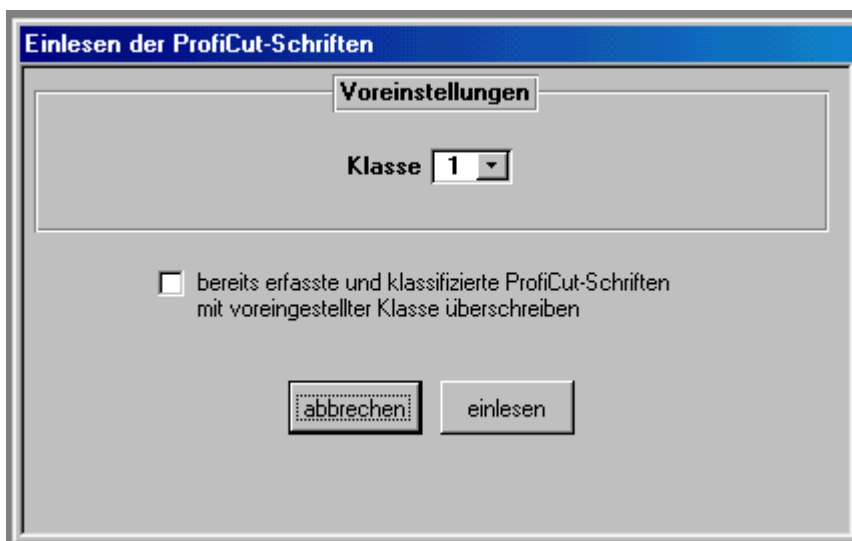 Einlesen der ProfiCut-Schriften
Voreinstellungen
Klasse 1
bereits erfasste und klassifizierte ProfiCut-Schriften
mit voreingestellter Klasse überschreiben
abbrechen einlesen